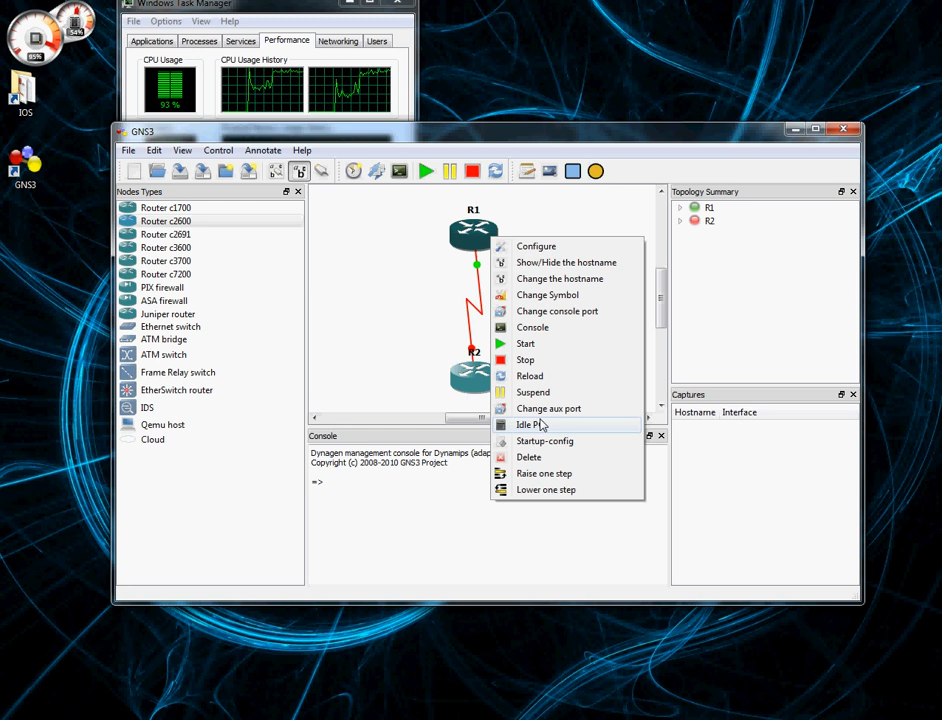 Windows Task Manager
File Options View Help
Applications Processes Services Performance Networking Users
CPU Usage CPU Usage History
93 %
95%
54%
IOS
GNS3
GNS3
File Edit View Control Annotate Help
Nodes Types
Router c1700
Router c2600
Router c2691
Router c3600
Router c3700
Router c7200
PIX firewall
ASA firewall
Juniper router
Ethernet switch
ATM bridge
ATM switch
Frame Relay switch
EtherSwitch router
IDS
Qemu host
Cloud
R1
R2
Configure
Show/Hide the hostname
Change the hostname
Change Symbol
Change console port
Console
Start
Stop
Reload
Suspend
Change aux port
Idle
Startup-config
Delete
Raise one step
Lower one step
Console
Dynagen management console for Dynamips
Copyright (c) 2008-2010 GNS3 Project
=>
Topology Summary
R1
R2
Captures
Hostname Interface